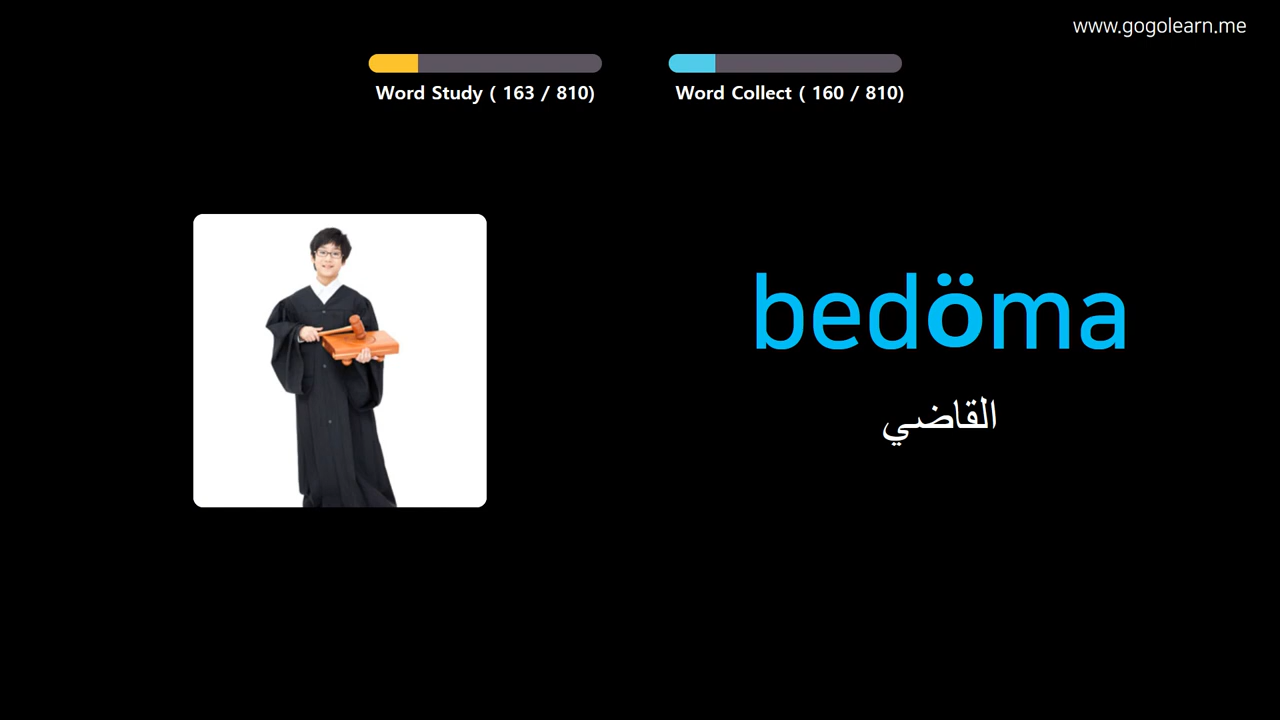 www.gogolearn.me
Word Study ( 163 / 810)
Word Collect ( 160 / 810)
bedöma
القاضي